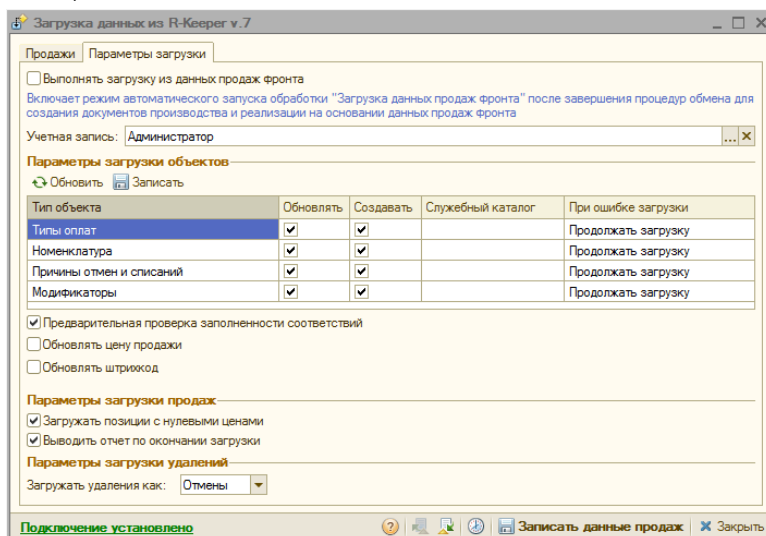 Загрузка данных из R-Keeper v.7
Продажи Параметры загрузки
Выполнять загрузку из данных продаж фронта
Включает режим автоматического запуска обработки "Загрузка данных продаж фронта" после завершения процедур обмена для
создания документов производства и реализации на основании данных продаж фронта
Учетная запись: Администратор ...
Параметры загрузки объектов
Обновить Записать
Тип объекта Обновлять Создавать Служебный каталог При ошибке загрузки
Типы оплат Продолжать загрузку
Номенклатура Продолжать загрузку
Причины отмен и списаний Продолжать загрузку
Модификаторы Продолжать загрузку
Предварительная проверка заполненности соответствий
Обновлять цену продажи
Обновлять штрихкод
Параметры загрузки продаж
Загружать позиции с нулевыми ценами
Выводить отчет по окончании загрузки
Параметры загрузки удалений
Загружать удаления как: Отмены
Подключение установлено Записать данные продаж Закрыть